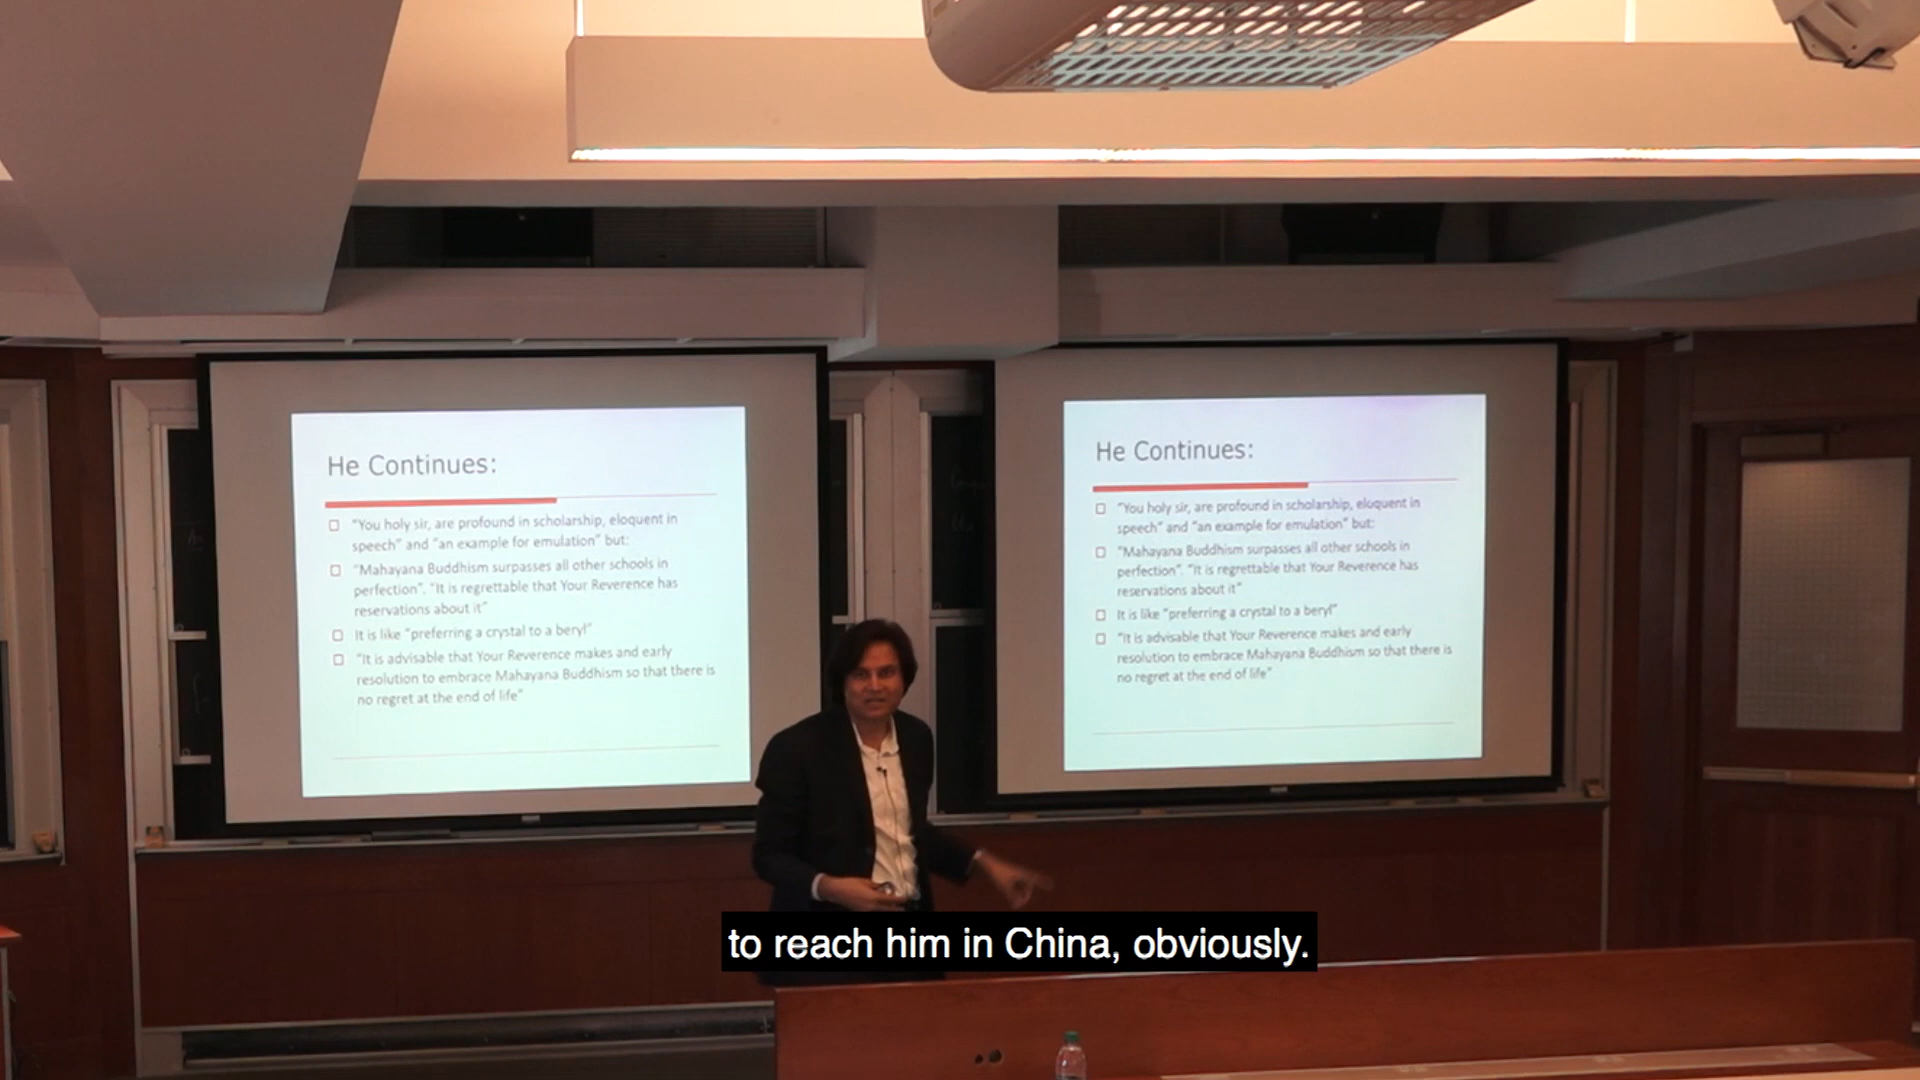 He Continues:
"You holy sir, are profound in scholarship, eloquent in
speech" and "an example for emulation" but:
"Mahayana Buddhism surpasses all other schools in
perfection". "It is regrettable that Your Reverence has
reservations about it"
It is like "preferring a crystal to a beryl"
"It is advisable that Your Reverence makes and early
resolution to embrace Mahayana Buddhism so that there is
no regret at the end of life"
He Continues:
"You holy sir, are profound in scholarship, eloquent in
speech" and "an example for emulation" but:
"Mahayana Buddhism surpasses all other schools in
perfection". "It is regrettable that Your Reverence has
reservations about it"
It is like "preferring a crystal to a beryl"
"It is advisable that Your Reverence makes and early
resolution to embrace Mahayana Buddhism so that there is
no regret at the end of life"
to reach him in China, obviously.